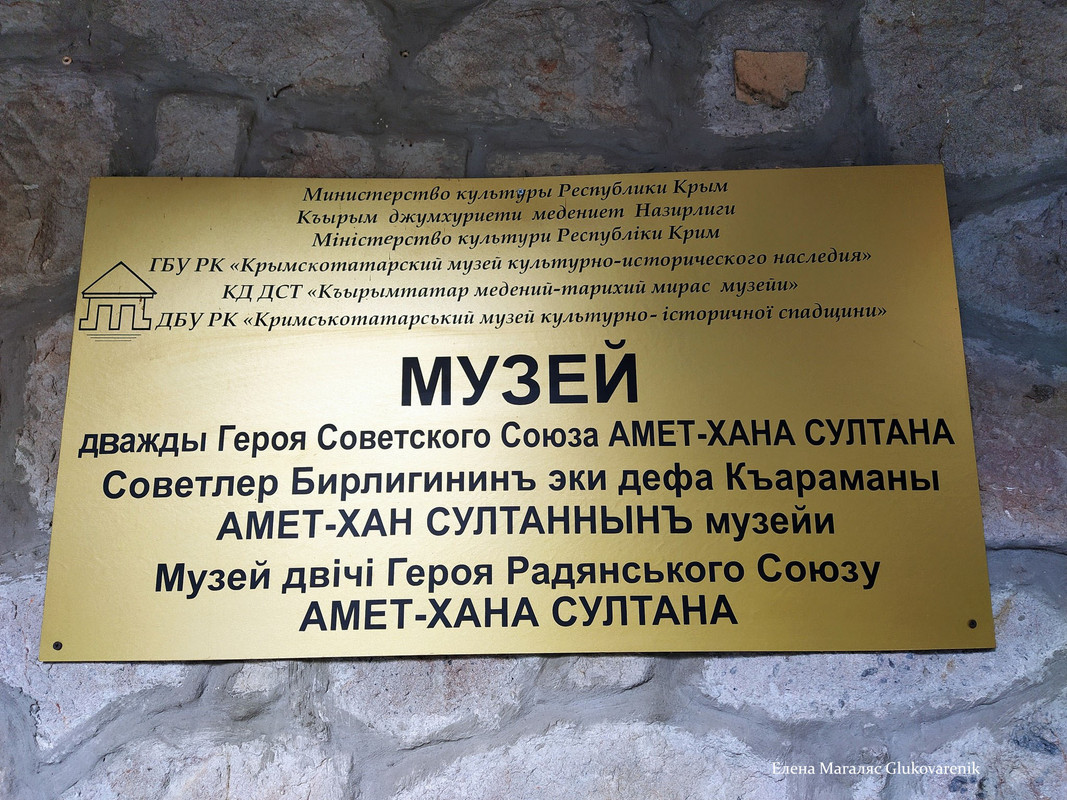 Министерство культуры Республики Крым
Къырым джумхуриети медениет Назирлиги
Міністерство культури Республіки Крим
ГБУ РК «Крымскотатарский музей культурно-исторического наследия»
КД ДСТ «Къырымтатар медений-тарихий мирас музейи»
ДБУ РК «Кримськотатарський музей культурно- історичної спадщини»
МУЗЕЙ
дважды Героя Советского Союза АМЕТ-ХАНА СУЛТАНА
Советлер Бирлигининъ эки дефа Къараманы
АМЕТ-ХАН СУЛТАННЫНЪ музейи
Музей двічі Героя Радянського Союзу
АМЕТ-ХАНА СУЛТАНА
Елена Магаляс Glukovarenik